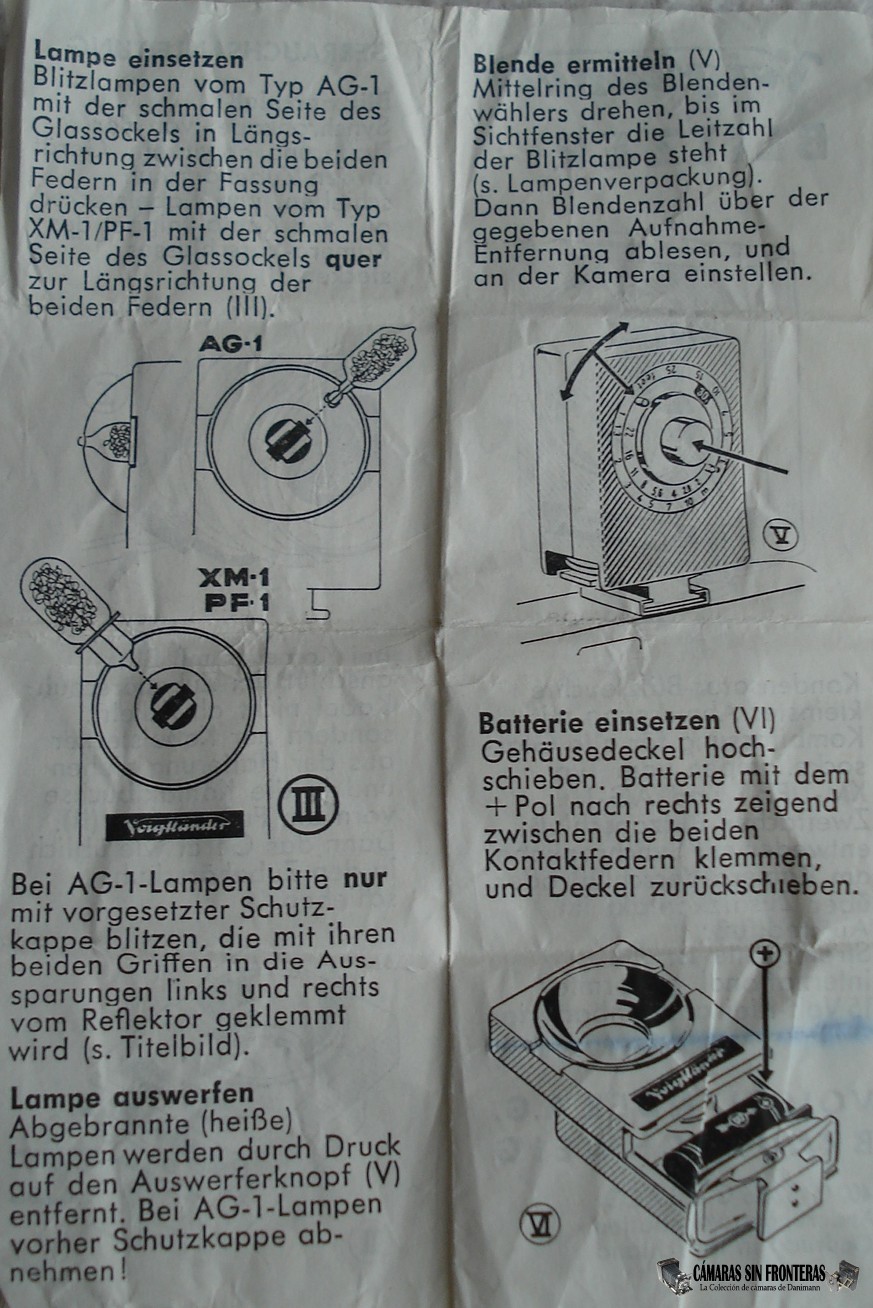 Lampe einsetzen
Blitzlampen vom Typ AG-1
mit der schmalen Seite des
Glassockels in Längs-
richtung zwischen die beiden
Federn in der Fassung
drücken – Lampen vom Typ
XM-1/PF-1 mit der schmalen
Seite des Glassockels quer
zur Längsrichtung der
beiden Federn (III).
AG-1
XM-1
PF-1
Voigtländer
III
Bei AG-1-Lampen bitte nur
mit vorgesetzter Schutz-
kappe blitzen, die mit ihren
beiden Griffen in die Aus-
sparungen links und rechts
vom Reflektor geklemmt
wird (s. Titelbild).
Lampe auswerfen
Abgebrannte (heiße)
Lampen werden durch Druck
auf den Auswerferknopf (V)
entfernt. Bei AG-1-Lampen
vorher Schutzkappe ab-
nehmen!
Blende ermitteln (V)
Mittelring des Blenden-
wählers drehen, bis im
Sichtfenster die Leitzahl
der Blitzlampe steht
(s. Lampenverpackung).
Dann Blendenzahl über der
gegebenen Aufnahme-
Entfernung ablesen, und
an der Kamera einstellen.
V
Batterie einsetzen (VI)
Gehäusedeckel hoch-
schieben. Batterie mit dem
+ Pol nach rechts zeigend
zwischen die beiden
Kontaktfedern klemmen,
und Deckel zurückschieben.
+
Voigtländer
VI
CÁMARAS SIN FRONTERAS
La Colección de cámaras de Danimann